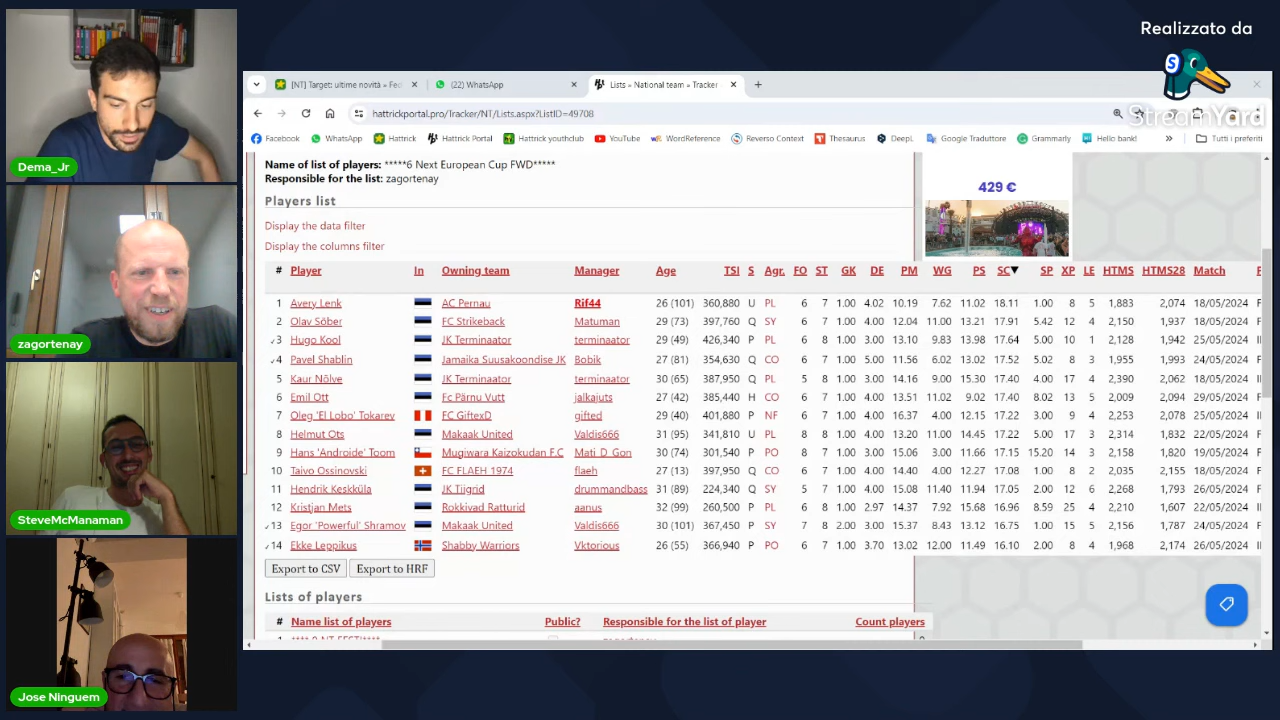 Realizzato da
StreamYard
Dema_Jr
zagortenay
SteveMcManaman
Jose Ninguem
[NT] Target: ultime novità » Fed
(22) WhatsApp
Lists » National team » Tracker
hattrickportal.pro/Tracker/NT/Lists.aspx?ListID=49708
Facebook WhatsApp Hattrick Hattrick Portal Hattrick youthclub YouTube WordReference Reverso Context Thesaurus DeepL Google Traduttore Grammarly Hello bank! » Tutti i preferiti
Name of list of players: *****6 Next European Cup FWD*****
Responsible for the list: zagortenay
429 €
Players list
Display the data filter
Display the columns filter
# Player In Owning team Manager Age TSI S Agr. FO ST GK DE PM WG PS SC▼ SP XP LE HTMS HTMS28 Match
1 Avery Lenk AC Pernau Rif44 26 (101) 360,880 U PL 6 7 1.00 4.02 10.19 7.62 11.02 18.11 1.00 8 5 1,883 2,074 18/05/2024
2 Olav Sõber FC Strikeback Matuman 29 (73) 397,760 Q SY 6 7 1.00 4.00 12.04 11.00 13.21 17.91 5.42 12 4 2,150 1,937 18/05/2024
✓3 Hugo Kool JK Terminaator terminaator 29 (49) 426,340 P PL 6 8 1.00 4.00 13.10 9.83 13.98 17.64 5.00 10 1 2,128 1,942 25/05/2024
✓4 Pavel Shablin Jamaika Suusakoondise JK Bobik 27 (81) 354,630 Q CO 6 7 1.00 5.00 11.56 6.02 13.02 17.52 5.02 8 3 1,955 1,984 26/05/2024
5 Kaur Nõlve JK Terminaator terminaator 30 (65) 387,950 Q PL 5 8 1.00 3.00 14.16 9.00 15.30 17.40 4.00 17 4 2,390 2,062 18/05/2024
6 Emil Ott Fc Pärnu Vutt jalkajuts 27 (42) 385,440 H CO 6 8 1.00 4.00 13.51 11.02 9.02 17.40 8.02 13 5 2,009 2,094 25/05/2024
7 Oleg 'El Lobo' Tokarev FC GiftexD gifted 29 (40) 401,880 P NF 6 7 1.00 4.00 16.37 4.00 12.15 17.22 3.00 9 4 2,253 2,078 25/05/2024
8 Helmut Ots Makaak United Valdis666 31 (95) 341,810 U PL 8 8 1.00 4.00 13.20 11.00 14.45 17.22 5.00 17 3 2,314 1,832 22/05/2024
9 Hans 'Androide' Toom Mugiwara Kaizokudan F.C Mati_D_Gon 30 (74) 501,540 P PO 8 7 1.00 5.06 3.00 11.66 7.15 17.15 15.20 14 3 2,158 1,820 19/05/2024
10 Taivo Ossinovski FC FLAEH 1974 flaeh 27 (13) 397,950 Q CO 6 7 1.00 4.00 14.40 4.00 12.27 17.08 1.00 8 2 2,035 2,155 18/05/2024
11 Hendrik Keskküla JK Tiigrid drummandbass 31 (89) 224,340 Q SY 5 7 1.00 4.00 15.08 11.40 11.94 17.05 2.00 12 6 2,266 1,793 26/05/2024
12 Kristjan Mets Rokkivad Ratturid aanus 32 (99) 260,500 P PL 6 8 1.00 2.97 14.37 7.92 15.68 16.96 8.59 25 4 2,210 1,607 22/05/2024
✓13 Egor 'Powerful' Shramov Makaak United Valdis666 30 (101) 367,450 P SY 7 8 2.00 3.00 15.37 8.43 13.12 16.75 1.00 15 5 2,156 1,787 24/05/2024
✓14 Ekke Leppikus Shabby Warriors Vktorious 26 (55) 366,940 P PO 6 7 1.00 3.70 13.02 12.00 11.49 16.10 2.00 8 4 1,968 2,174 26/05/2024
Export to CSV Export to HRF
Lists of players
# Name list of players Public? Responsible for the list of player Count players